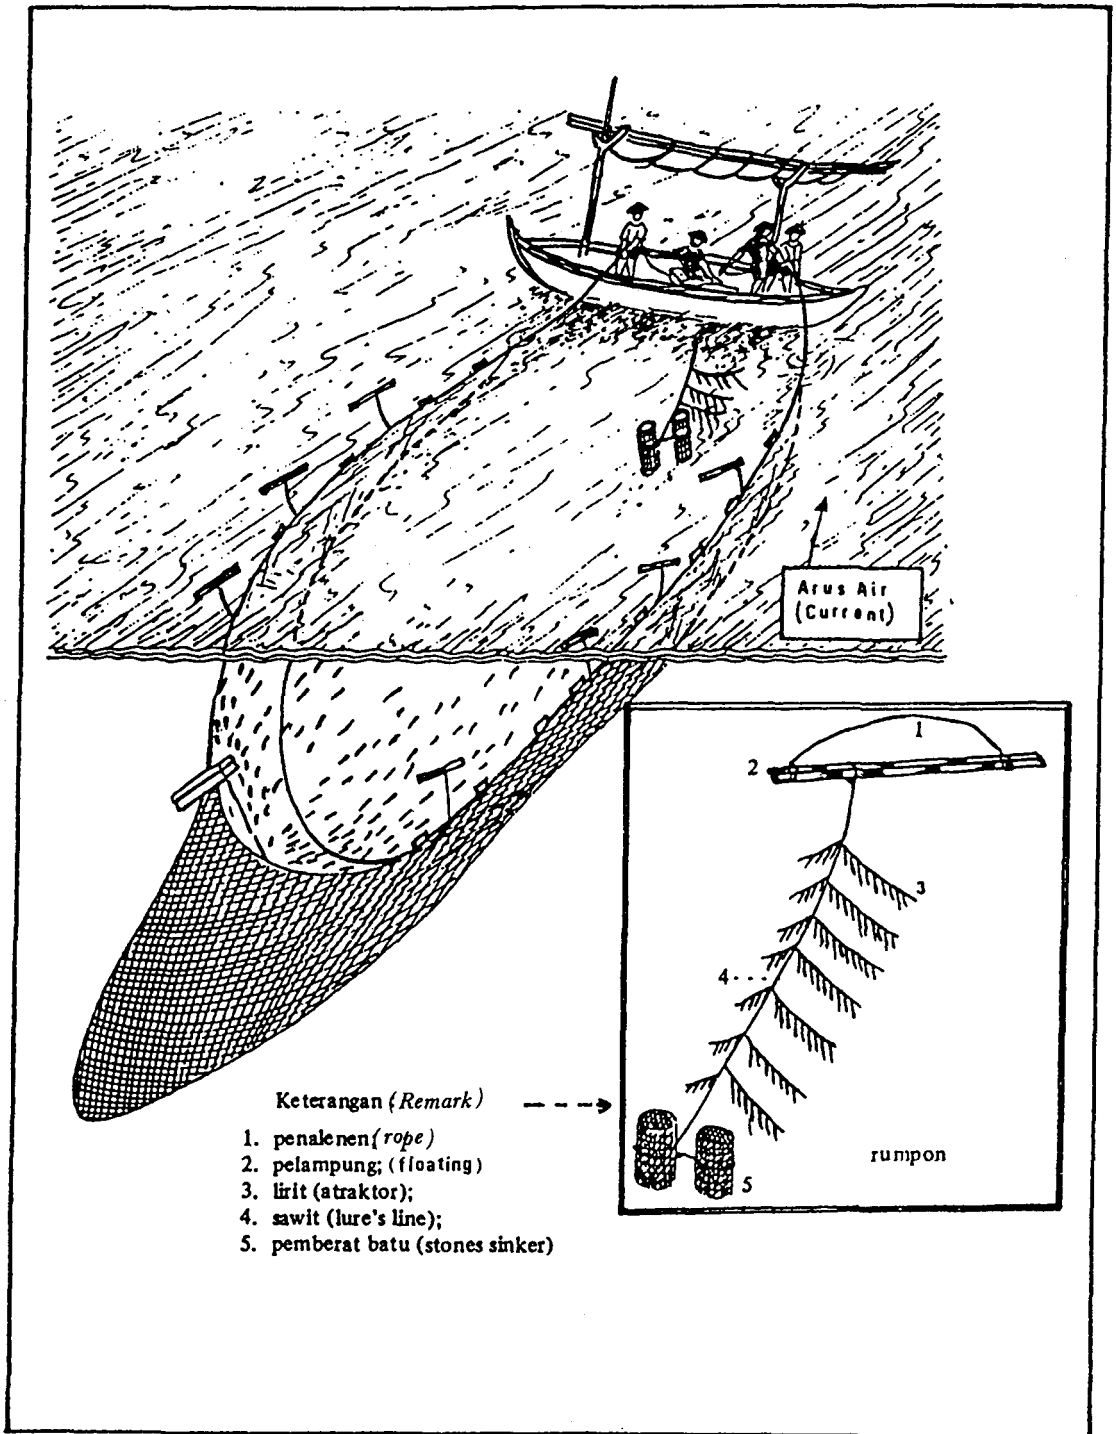 Arus Air
(Current)
1
2
3
4
5
rumpon
Keterangan (Remark)
1. penalenen (rope)
2. pelampung; (floating)
3. lirit (atraktor);
4. sawit (lure's line);
5. pemberat batu (stones sinker)